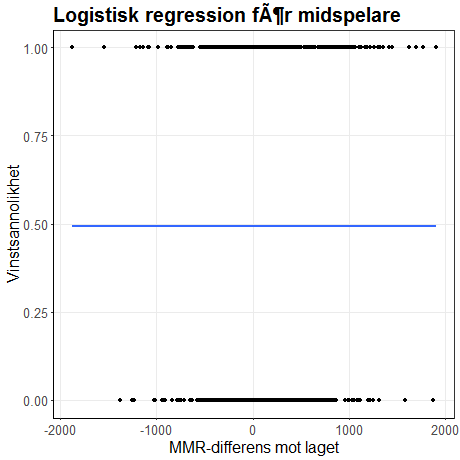 Logistisk regression fÃ¶r midspelare
1.00
0.75
0.50
0.25
0.00
Vinstsannolikhet
-2000 -1000 0 1000 2000
MMR-differens mot laget